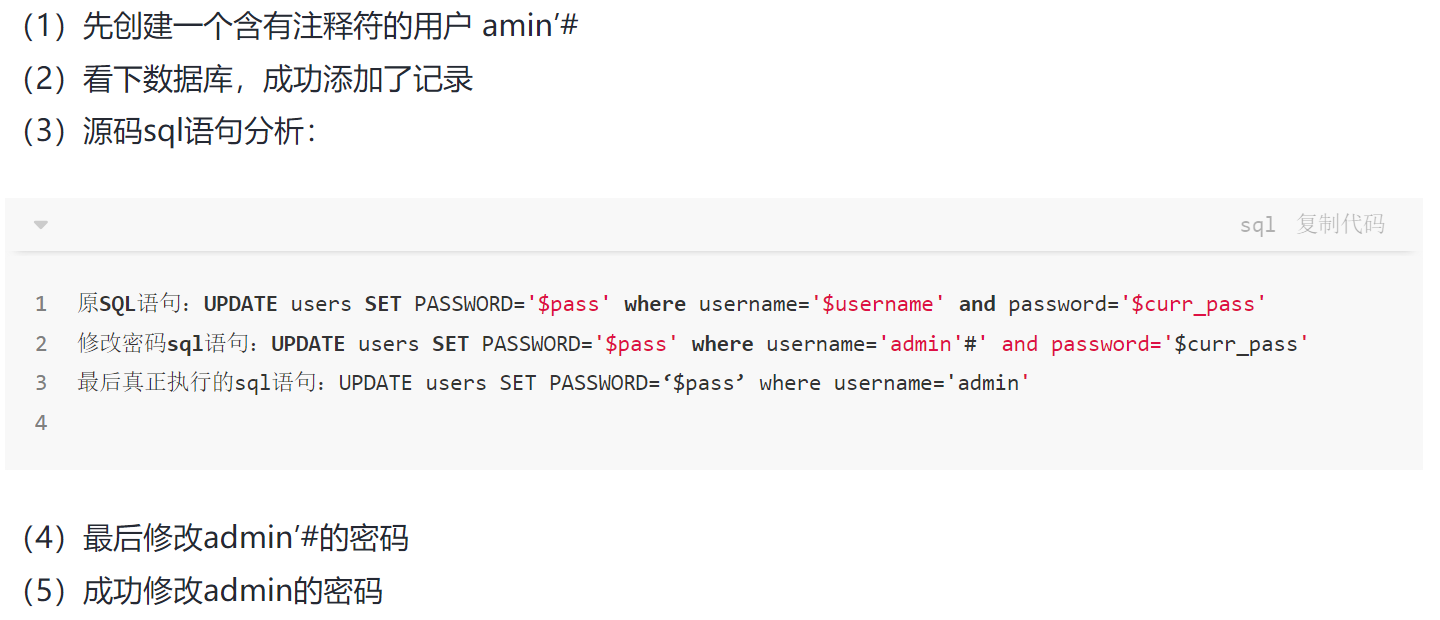 （1）先创建一个含有注释符的用户 amin’#
（2）看下数据库，成功添加了记录
（3）源码sql语句分析：
sql 复制代码
1 原SQL语句：UPDATE users SET PASSWORD='$pass' where username='$username' and password='$curr_pass'
2 修改密码sql语句：UPDATE users SET PASSWORD='$pass' where username='admin'#' and password='$curr_pass'
3 最后真正执行的sql语句：UPDATE users SET PASSWORD=‘$pass’ where username='admin'
4
（4）最后修改admin’#的密码
（5）成功修改admin的密码